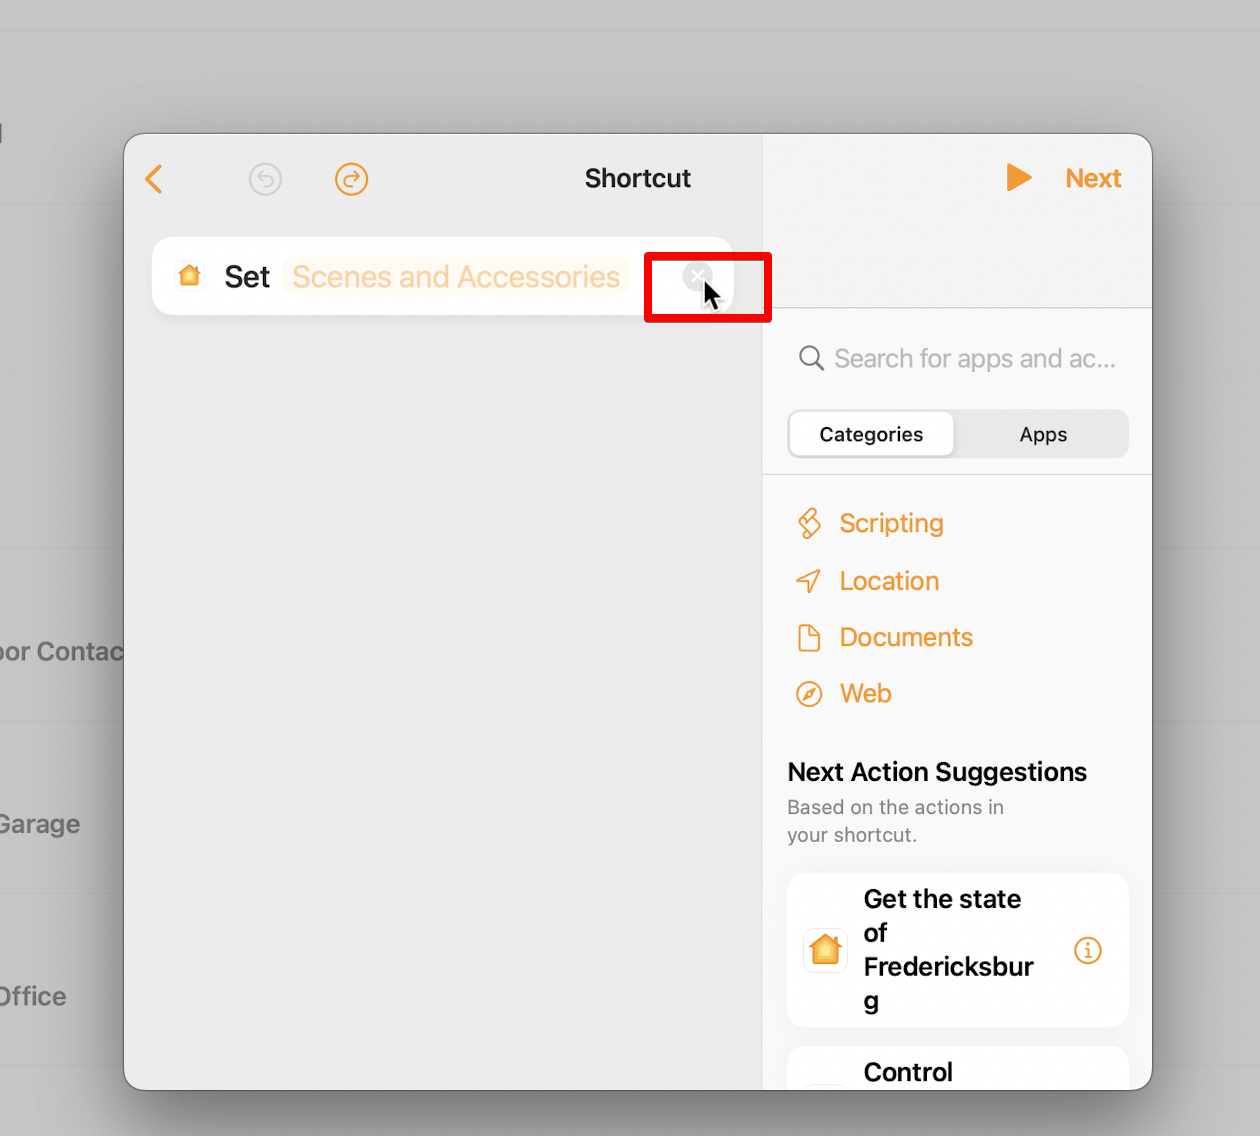 Shortcut
Next
Set Scenes and Accessories
Search for apps and ac...
Categories
Apps
Scripting
Location
Documents
Web
Next Action Suggestions
Based on the actions in
your shortcut.
Get the state
of
Fredericksbur
g
Control
oor Contac
Garage
Office